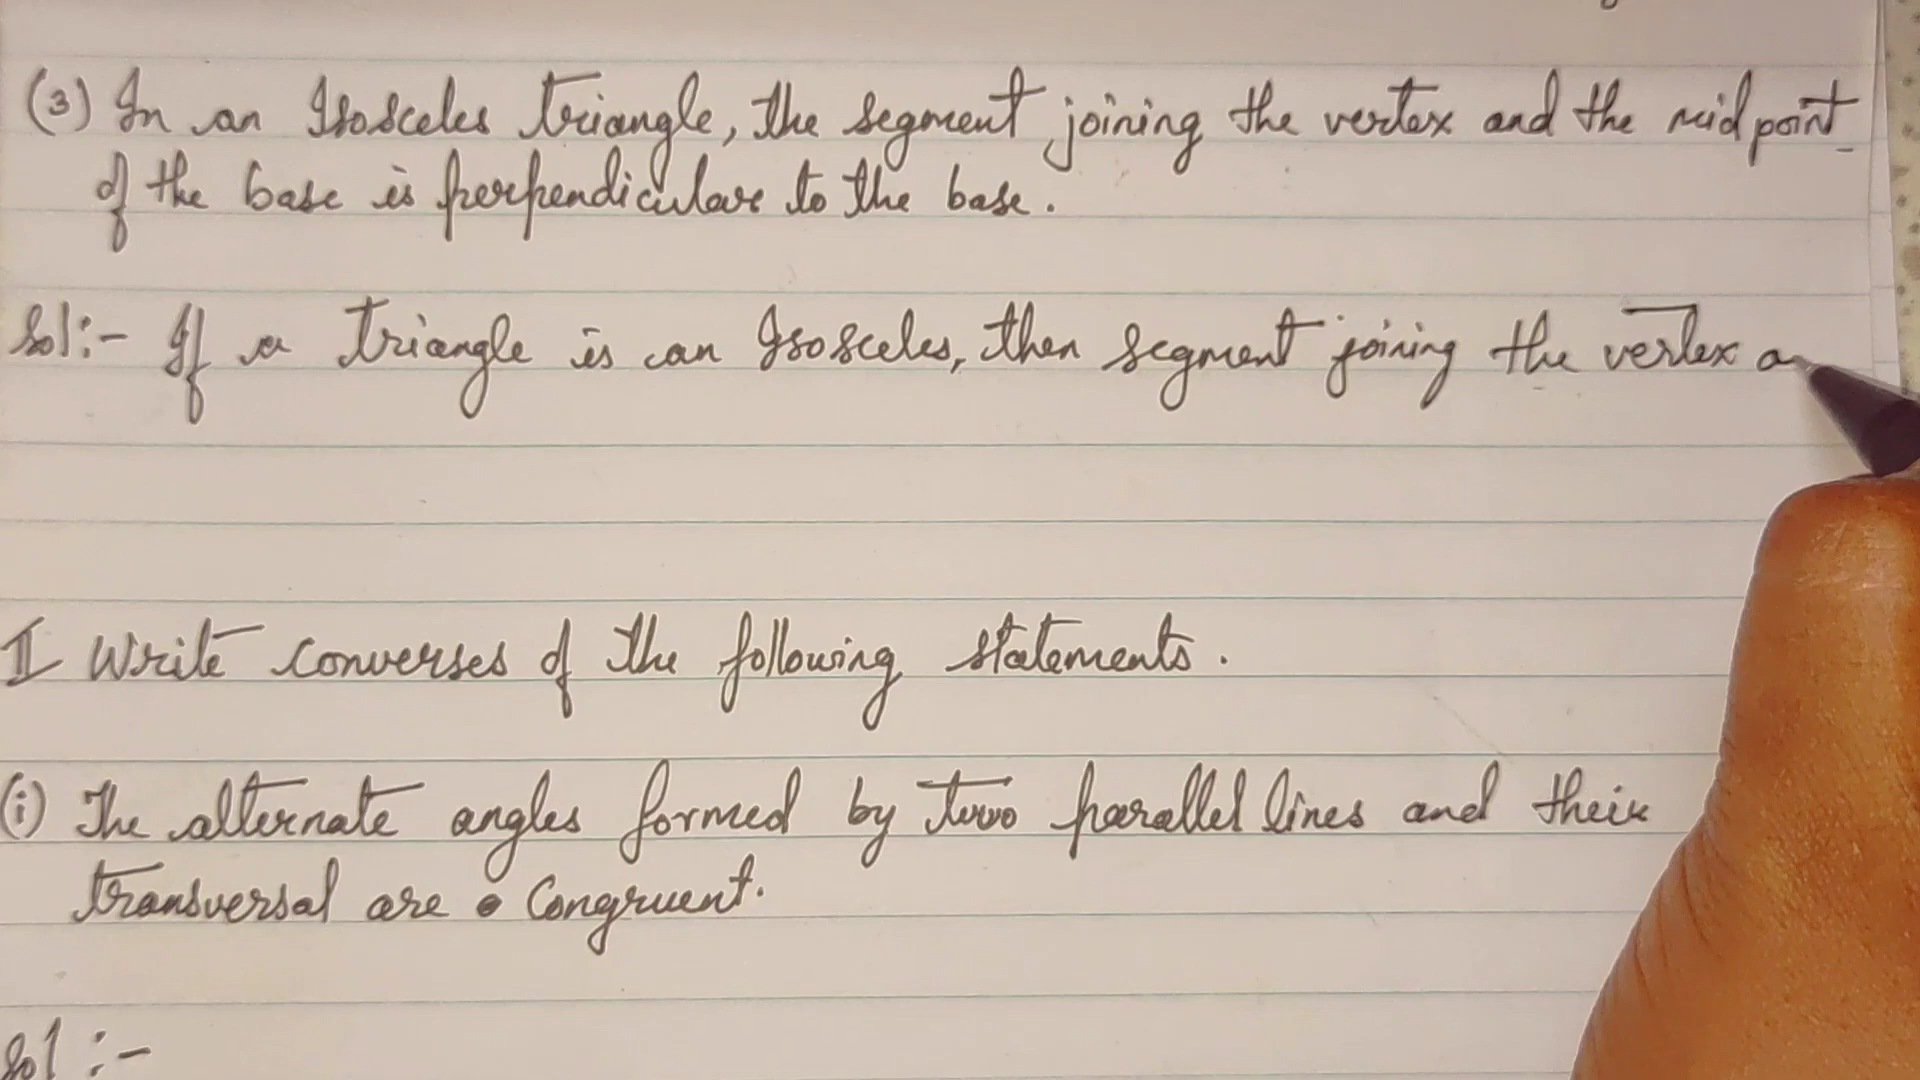 (3) In an Isosceles triangle, the segment joining the vertex and the midpoint
of the base is perpendicular to the base.
Sol:- If a triangle is an Isosceles, then segment joining the vertex a
II Write converses of the following statements.
(i) The alternate angles formed by two parallel lines and their
transversal are Congruent.
Sol :-